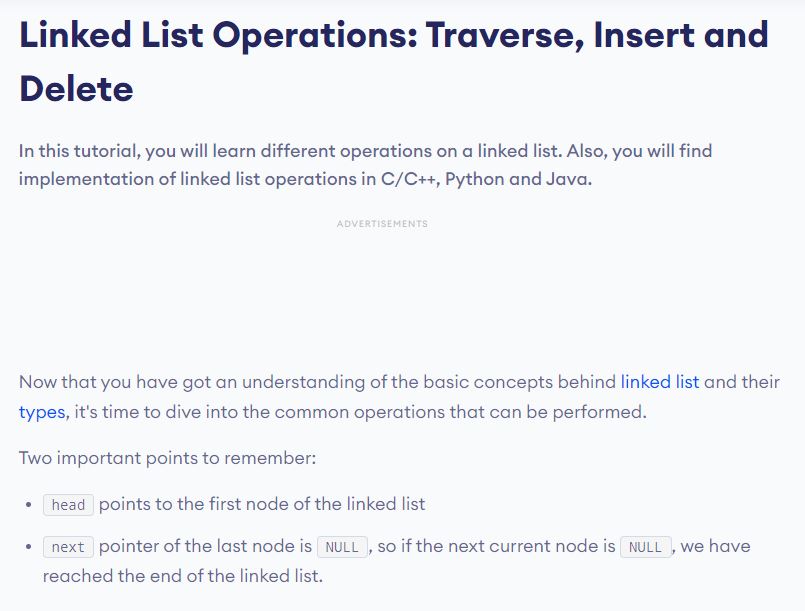 Linked List Operations: Traverse, Insert and
Delete
In this tutorial, you will learn different operations on a linked list. Also, you will find
implementation of linked list operations in C/C++, Python and Java.
ADVERTISEMENTS
Now that you have got an understanding of the basic concepts behind linked list and their
types, it's time to dive into the common operations that can be performed.
Two important points to remember:
• head points to the first node of the linked list
• next pointer of the last node is NULL, so if the next current node is NULL, we have
reached the end of the linked list.